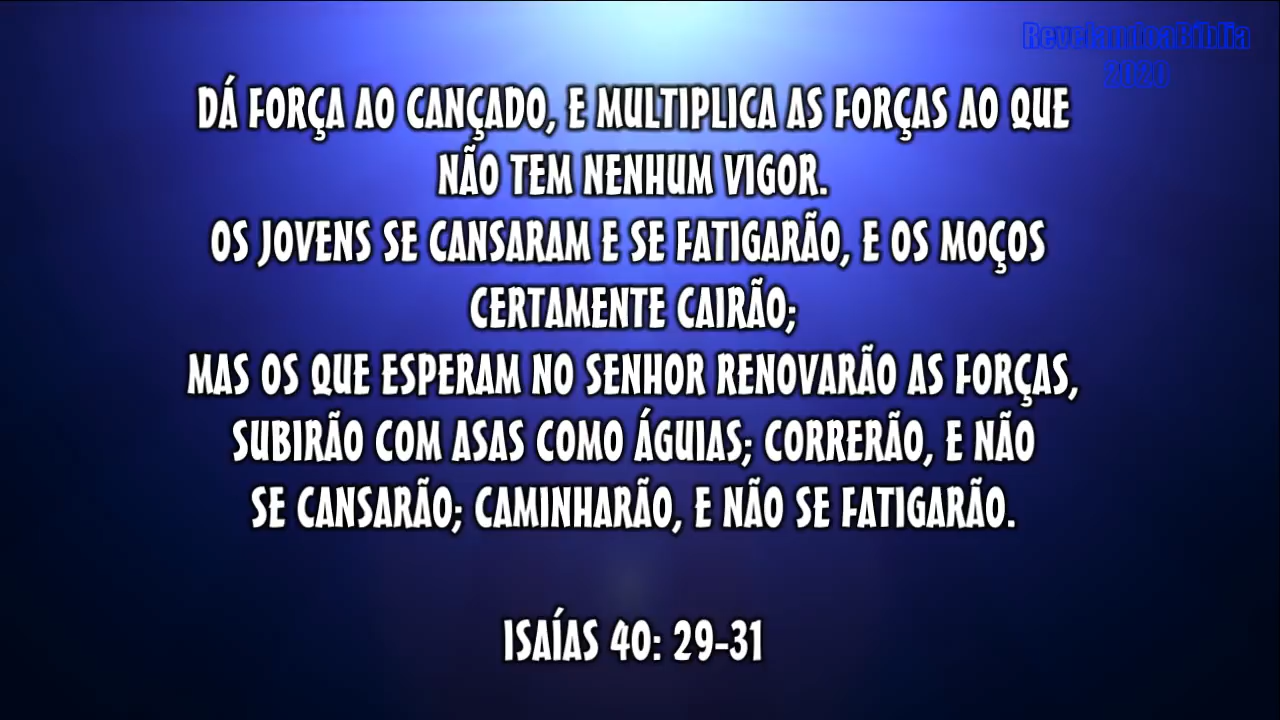 RevelandoaBíblia
2020
DÁ FORÇA AO CANÇADO, E MULTIPLICA AS FORÇAS AO QUE
NÃO TEM NENHUM VIGOR.
OS JOVENS SE CANSARAM E SE FATIGARÃO, E OS MOÇOS
CERTAMENTE CAIRÃO;
MAS OS QUE ESPERAM NO SENHOR RENOVARÃO AS FORÇAS,
SUBIRÃO COM ASAS COMO ÁGUIAS; CORRERÃO, E NÃO
SE CANSARÃO; CAMINHARÃO, E NÃO SE FATIGARÃO.
ISAÍAS 40: 29-31